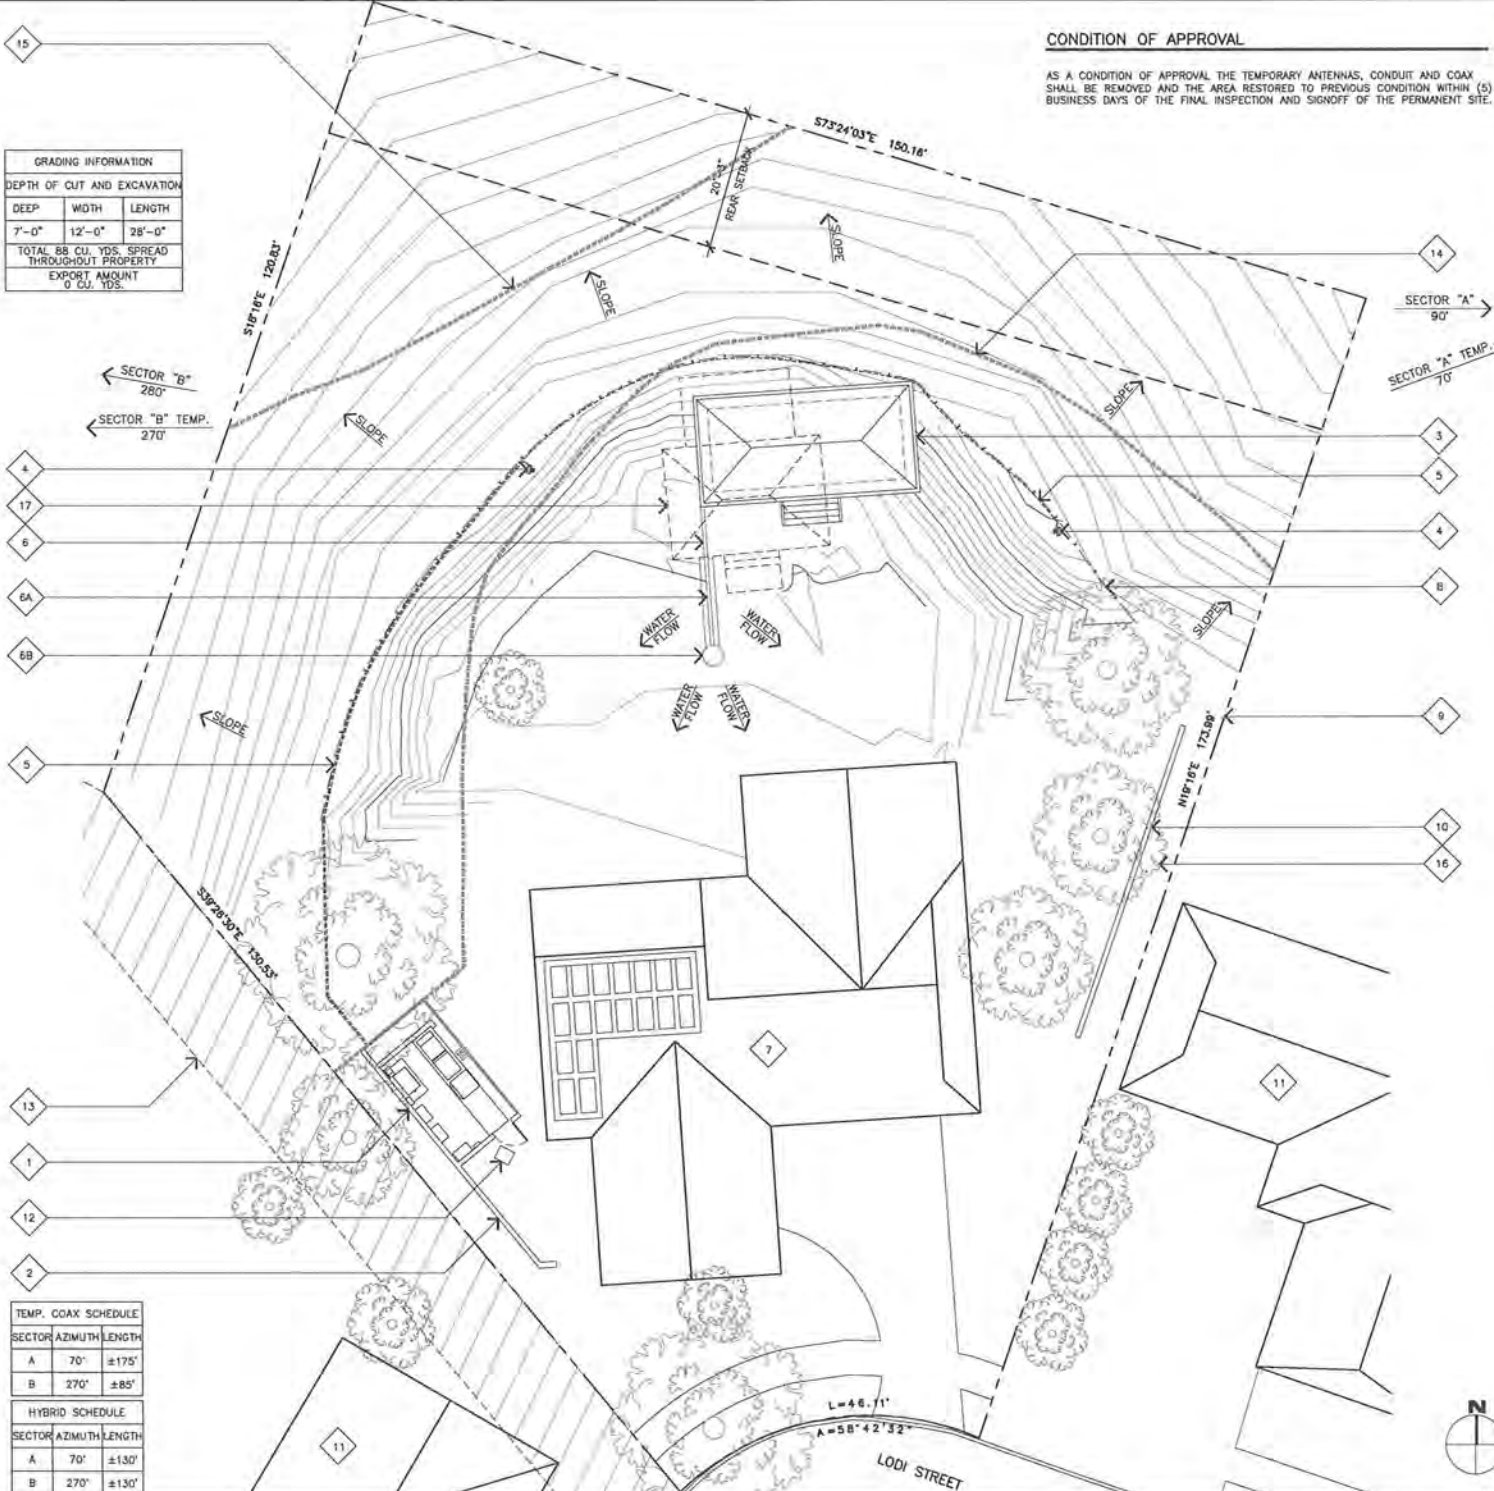 CONDITION OF APPROVAL
AS A CONDITION OF APPROVAL THE TEMPORARY ANTENNAS, CONDUIT AND COAX
SHALL BE REMOVED AND THE AREA RESTORED TO PREVIOUS CONDITION WITHIN (5)
BUSINESS DAYS OF THE FINAL INSPECTION AND SIGNOFF OF THE PERMANENT SITE.
15
S73°24'03"E 150.16'
GRADING INFORMATION
DEPTH OF CUT AND EXCAVATION
DEEP WIDTH LENGTH
7'-0" 12'-0" 28'-0"
TOTAL 88 CU. YDS. SPREAD
THROUGHOUT PROPERTY
EXPORT AMOUNT
0 CU. YDS.
REAR SETBACK
SLOPE
14
S18°16'E 120.83'
SLOPE
SECTOR "A"
90°
SECTOR "B"
280°
SECTOR "A" TEMP.
70°
SECTOR "B" TEMP.
270°
SLOPE
SLOPE
3
4
5
17
4
6
8
6A
WATER
FLOW
WATER
FLOW
SLOPE
6B
WATER
FLOW
WATER
FLOW
SLOPE
9
5
N19°16'E 173.99'
10
16
S39°26'30"E 130.53'
7
11
13
1
12
2
TEMP. COAX SCHEDULE
SECTOR AZIMUTH LENGTH
A 70° ±175'
B 270° ±85'
HYBRID SCHEDULE
SECTOR AZIMUTH LENGTH
A 70° ±130'
B 270° ±130'
11
L=46.11'
A=58°42'32"
LODI STREET
N